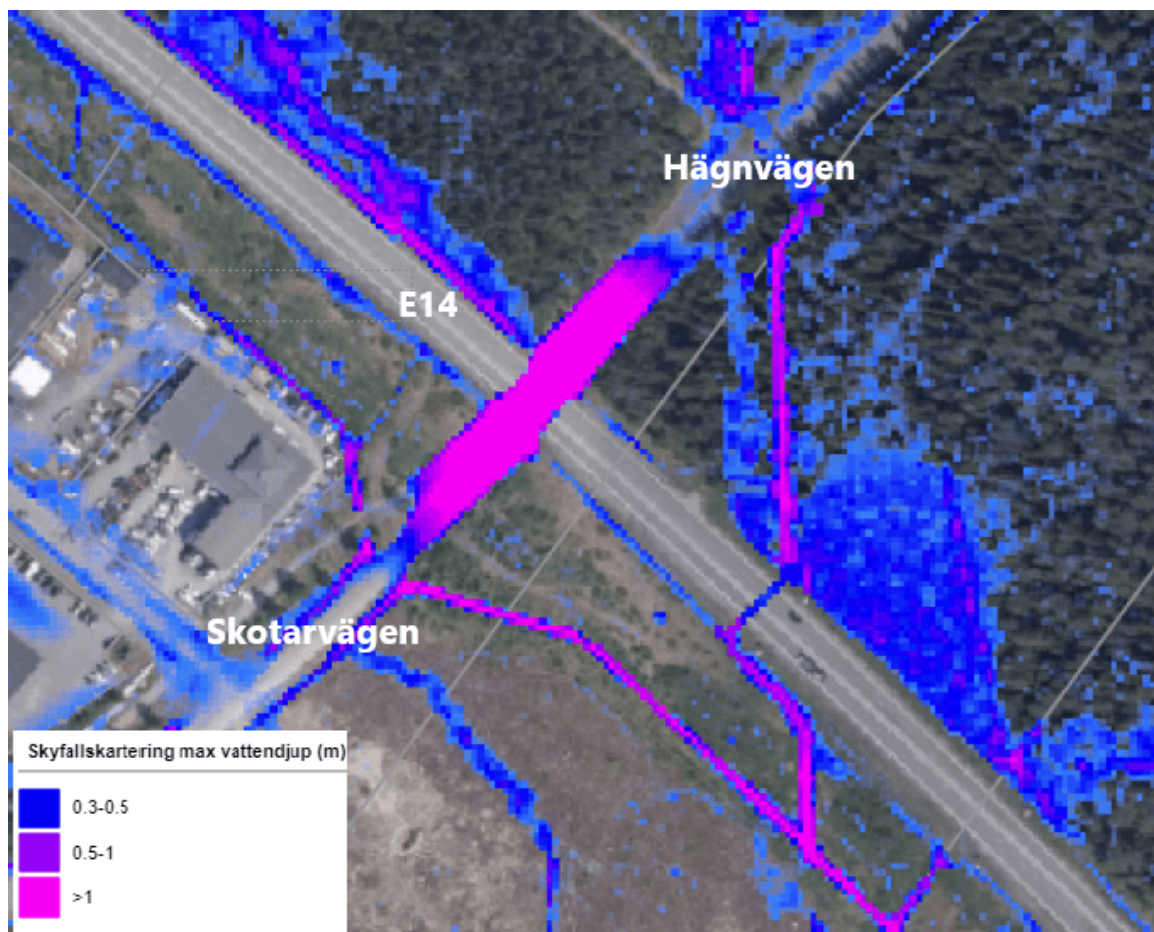 Hägnvägen
E14
Skotarvägen
Skyfallskartering max vattendjup (m)
0.3-0.5
0.5-1
>1